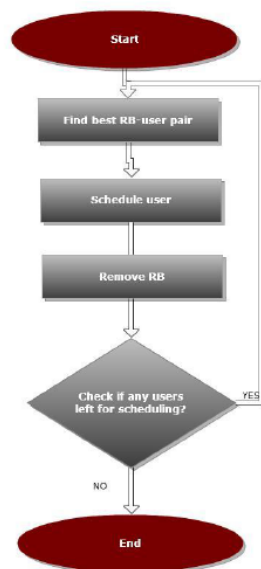 Start
Find best RB-user pair
Schedule user
Remove RB
Check if any users
left for scheduling?
YES
NO
End